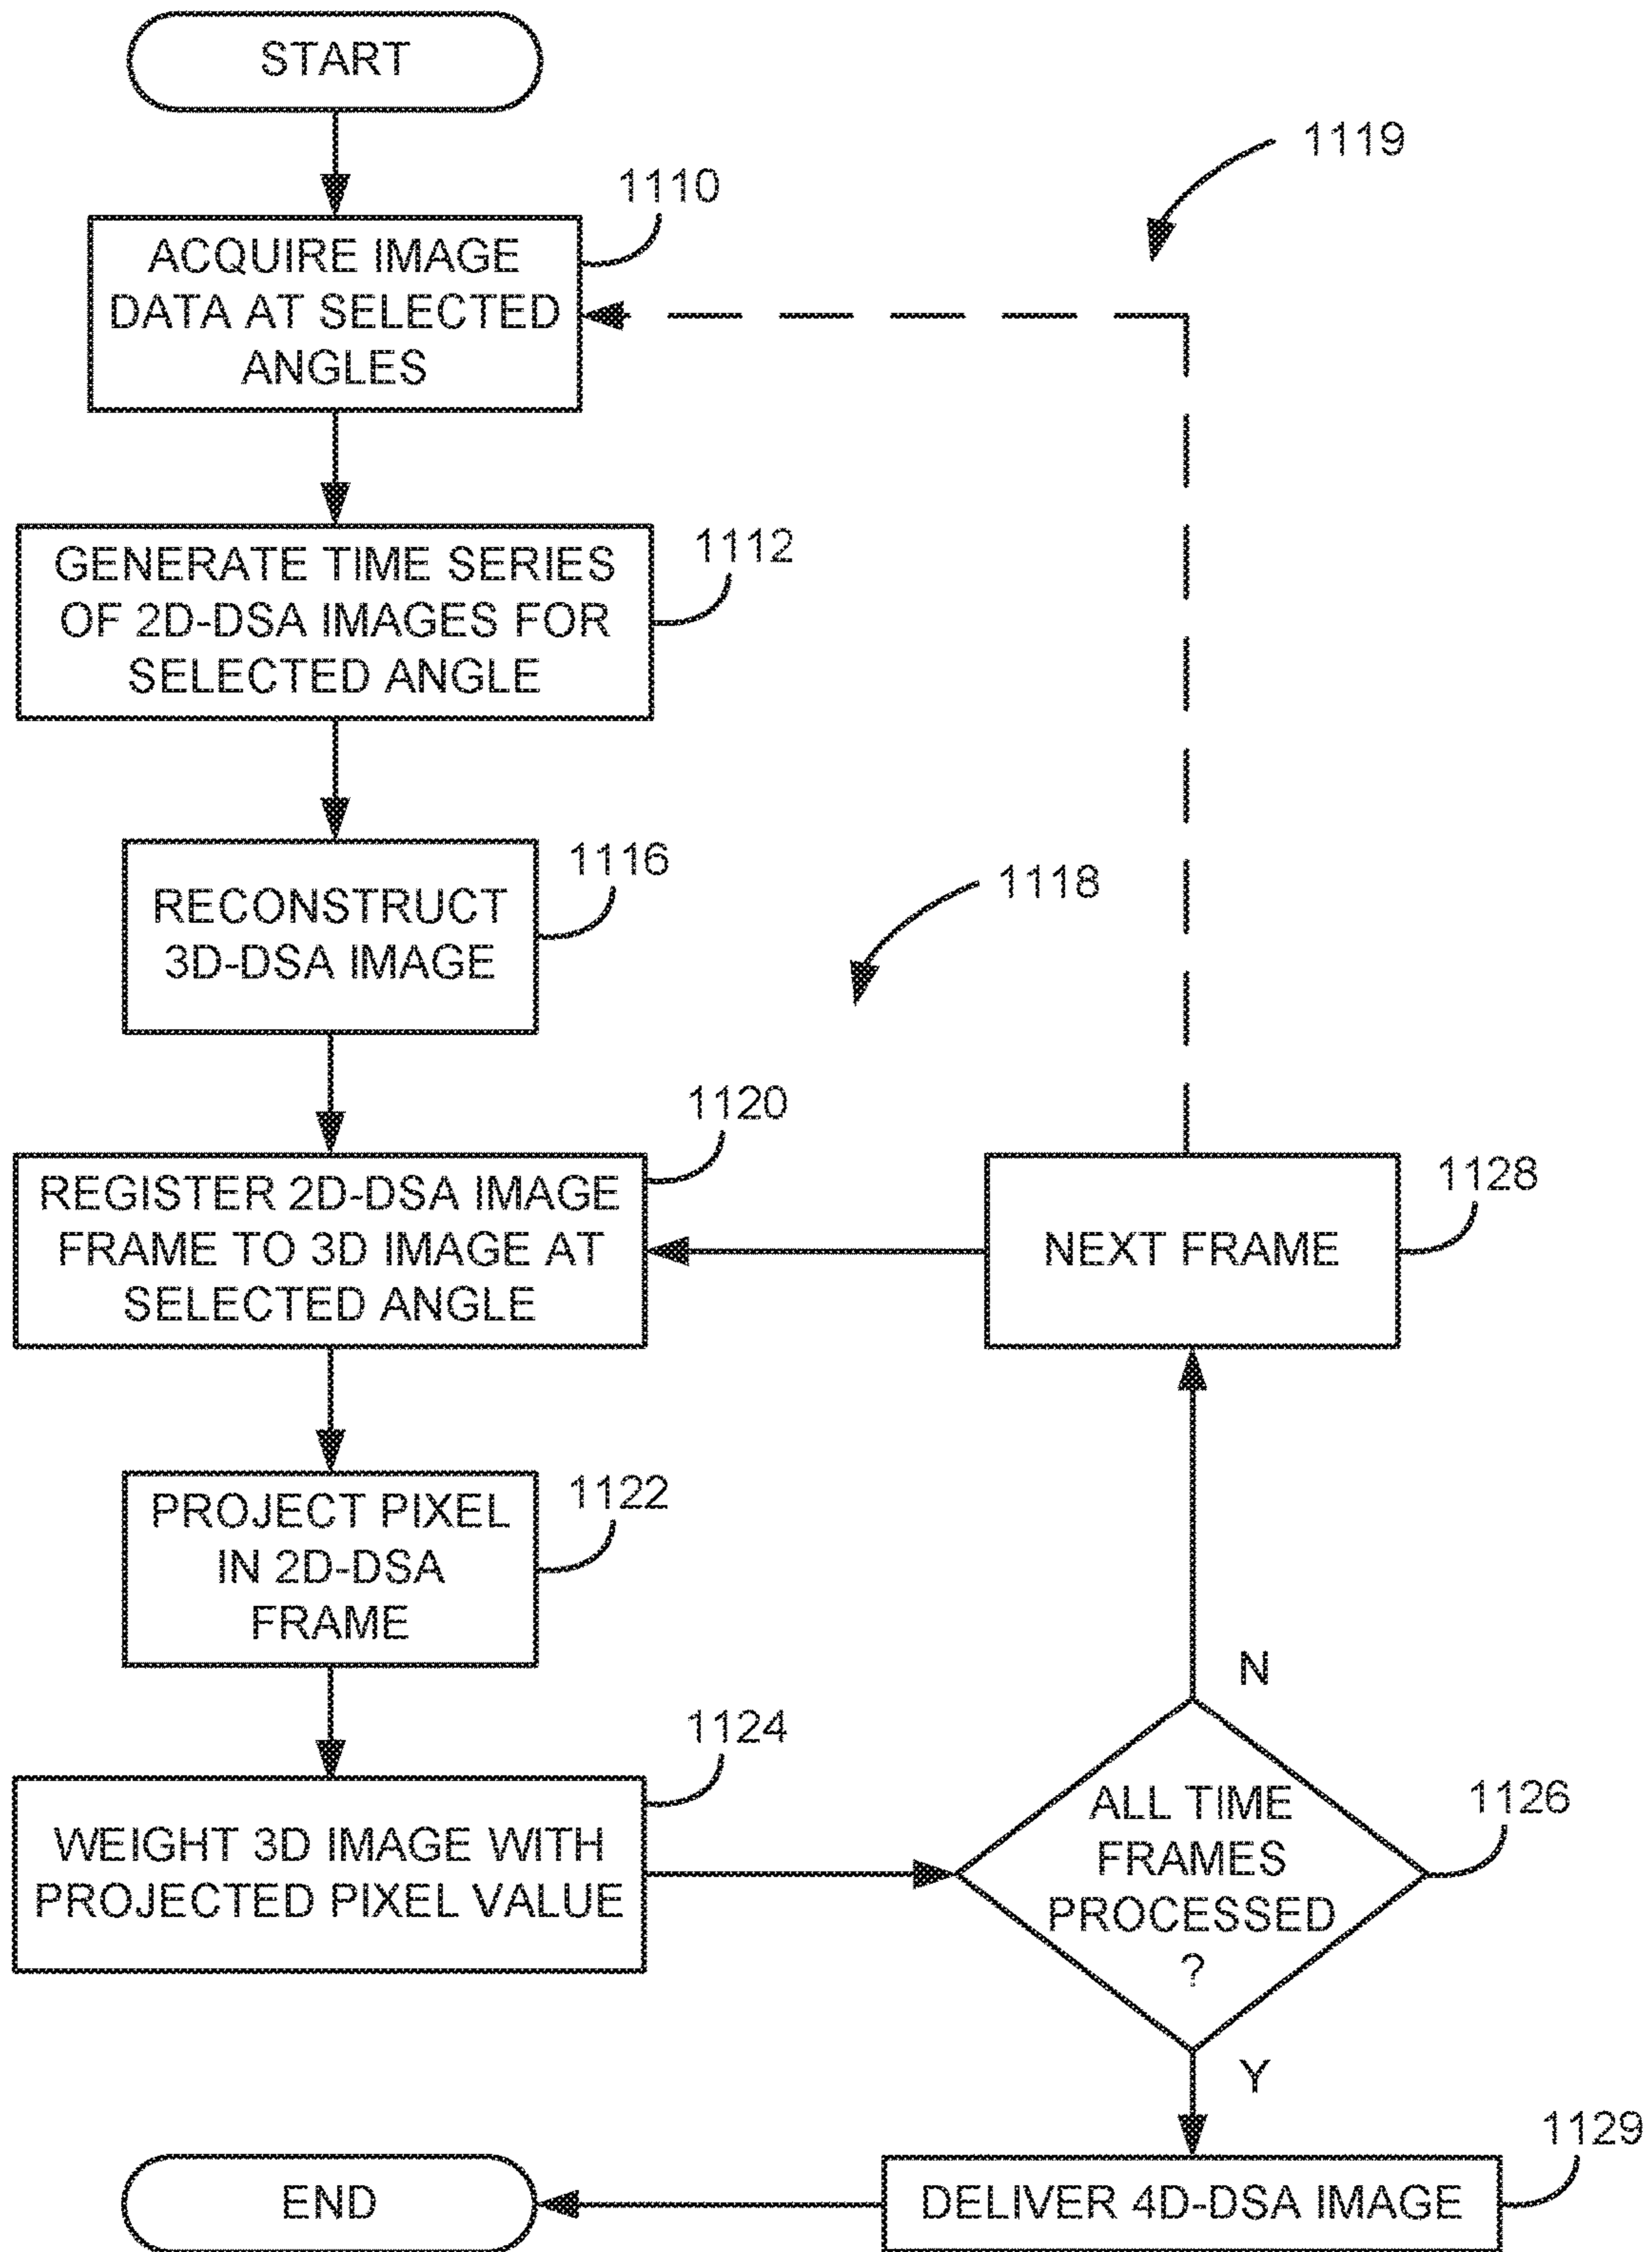 START
1119
1110
ACQUIRE IMAGE
DATA AT SELECTED
ANGLES
1112
GENERATE TIME SERIES
OF 2D-DSA IMAGES FOR
SELECTED ANGLE
1116
RECONSTRUCT
3D-DSA IMAGE
1118
1120
REGISTER 2D-DSA IMAGE
FRAME TO 3D IMAGE AT
SELECTED ANGLE
1128
NEXT FRAME
1122
PROJECT PIXEL
IN 2D-DSA
FRAME
N
1124
WEIGHT 3D IMAGE WITH
PROJECTED PIXEL VALUE
1126
ALL TIME
FRAMES
PROCESSED
?
Y
1129
DELIVER 4D-DSA IMAGE
END